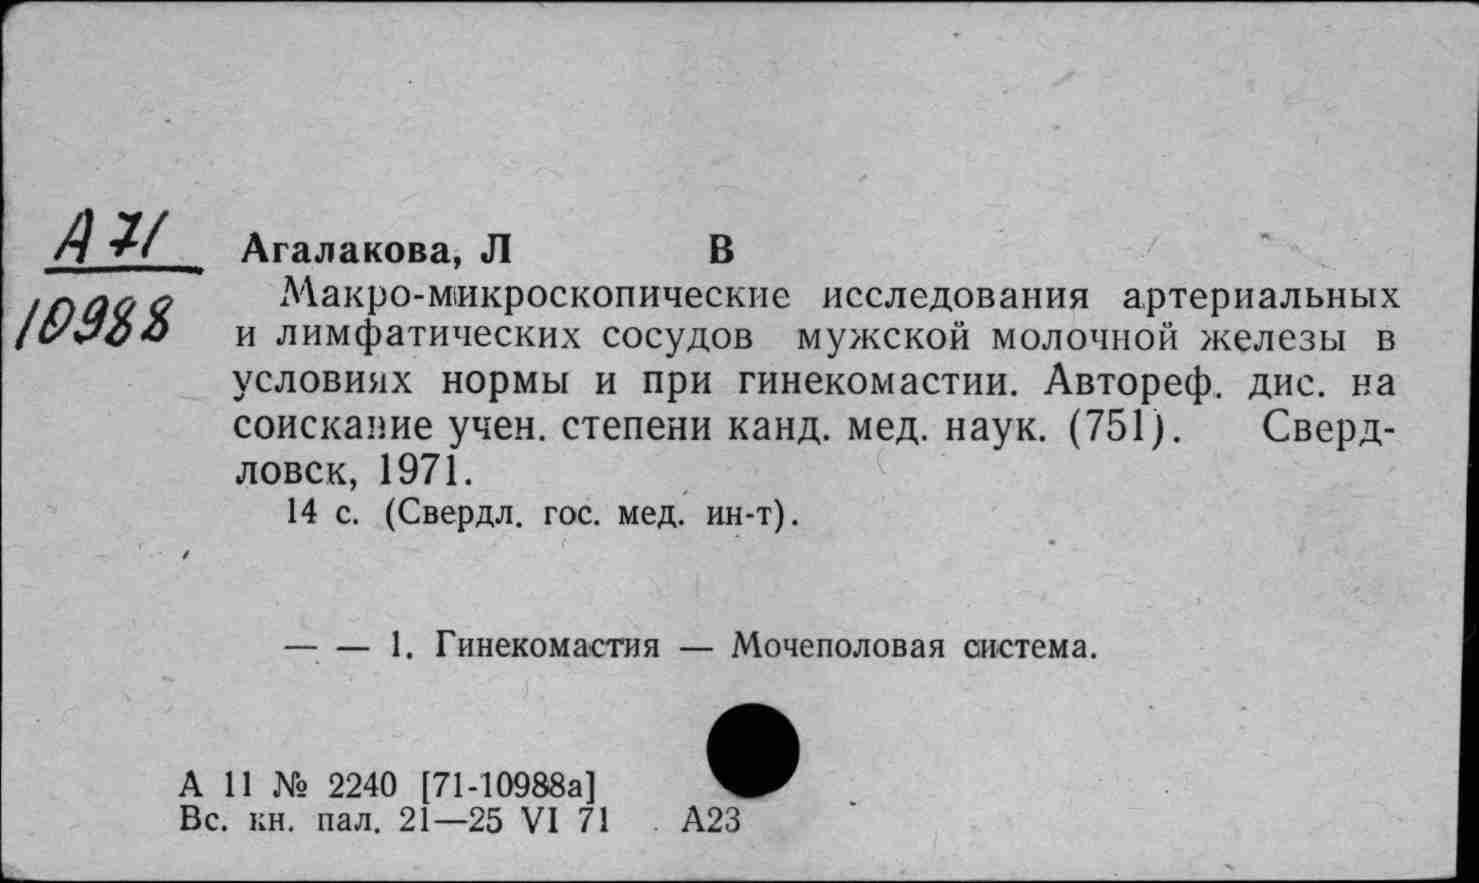 А 71
10988
Агалакова, Л В
Макро-микроскопические исследования артериальных
и лимфатических сосудов мужской молочной железы в
условиях нормы и при гинекомастии. Автореф. дис. на
соискание учен. степени канд. мед. наук. (751). Сверд-
ловск, 1971.
14 с. (Свердл. гос. мед. ин-т).
— — 1. Гинекомастия — Мочеполовая система.
А 11 № 2240 [71-10988а]
Вс. кн. пал. 21—25 VI 71 А23